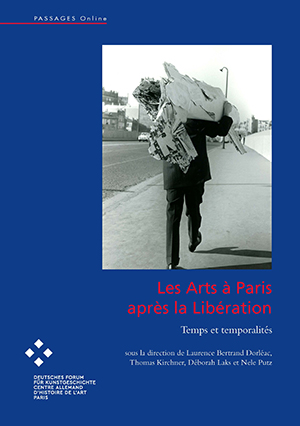 PASSAGES Online
Les Arts à Paris
après la Libération
Temps et temporalités
sous la direction de Laurence Bertrand Dorléac,
Thomas Kirchner, Déborah Laks et Nele Putz
DEUTSCHES FORUM
FÜR KUNSTGESCHICHTE
CENTRE ALLEMAND
D'HISTOIRE DE L'ART
PARIS